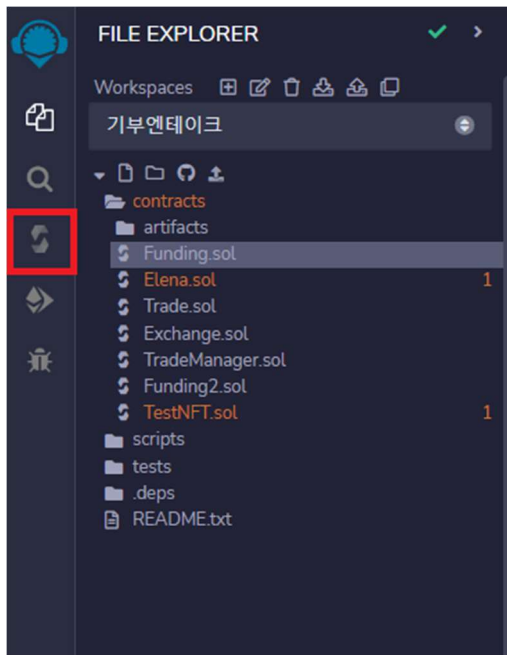 FILE EXPLORER
Workspaces
기부엔테이크
contracts
artifacts
Funding.sol
Elena.sol 1
Trade.sol
Exchange.sol
TradeManager.sol
Funding2.sol
TestNFT.sol 1
scripts
tests
.deps
README.txt